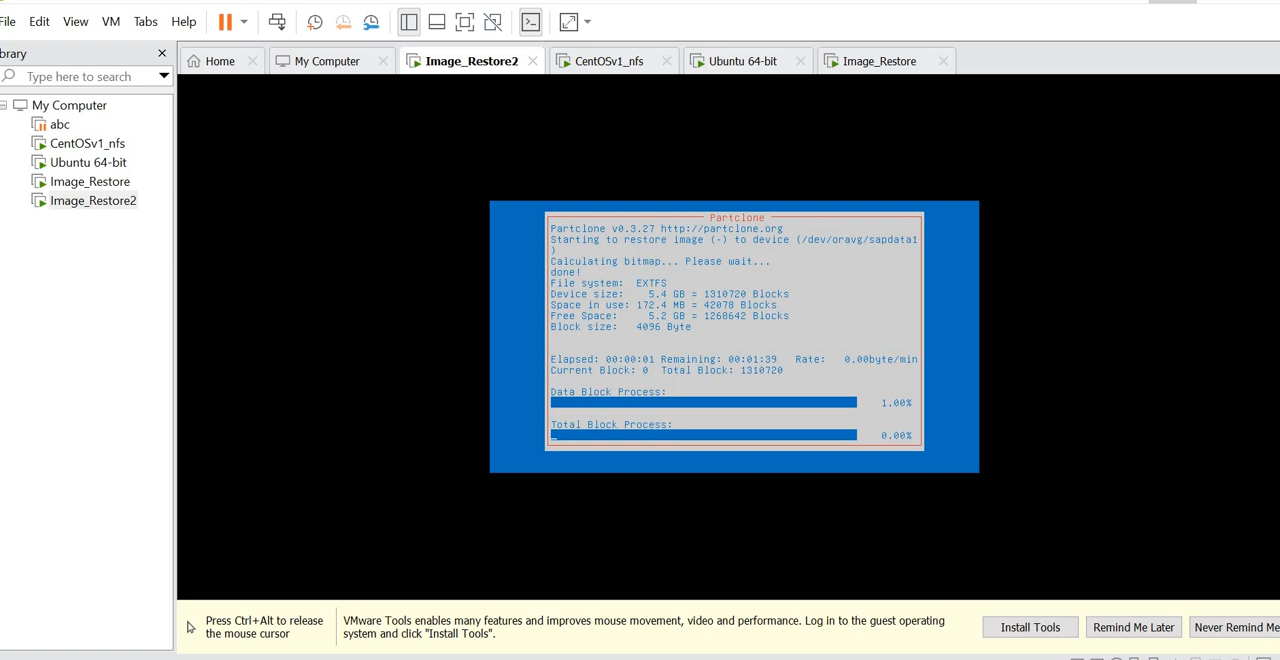 File Edit View VM Tabs Help
brary
Type here to search
My Computer
abc
CentOSv1_nfs
Ubuntu 64-bit
Image_Restore
Image_Restore2
Home
My Computer
Image_Restore2
CentOSv1_nfs
Ubuntu 64-bit
Image_Restore
Partclone
Partclone v0.3.27 http://partclone.org
Starting to restore image (-) to device (/dev/oravg/sapdata1
)
Calculating bitmap... Please wait...
done!
File system: EXTFS
Device size: 5.4 GB = 1310720 Blocks
Space in use: 172.4 MB = 42078 Blocks
Free Space: 5.2 GB = 1268642 Blocks
Block size: 4096 Byte
Elapsed: 00:00:01 Remaining: 00:01:39 Rate: 0.00byte/min
Current Block: 0 Total Block: 1310720
Data Block Process:
1.00%
Total Block Process:
0.00%
Press Ctrl+Alt to release
the mouse cursor
VMware Tools enables many features and improves mouse movement, video and performance. Log in to the guest operating
system and click "Install Tools".
Install Tools
Remind Me Later
Never Remind Me